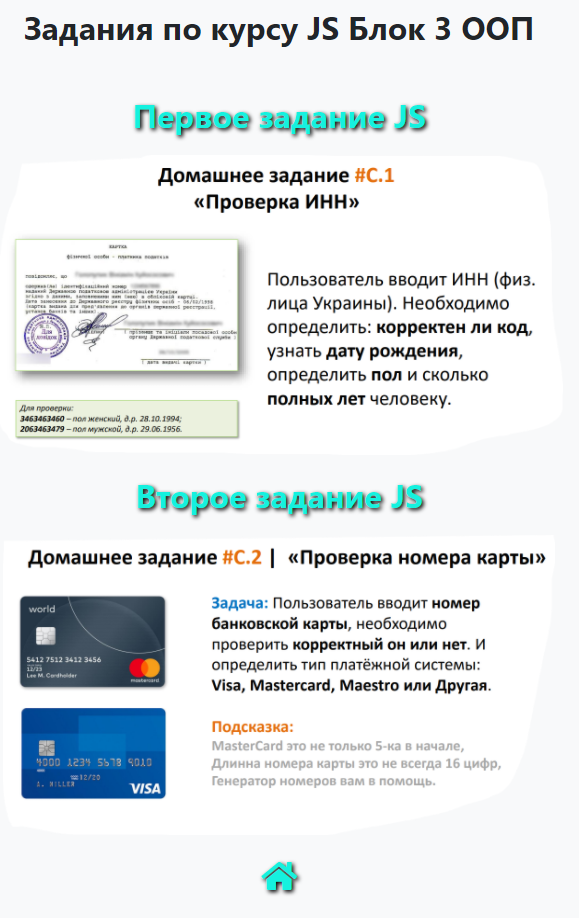 Задания по курсу JS Блок 3 ООП
Первое задание JS
Домашнее задание #C.1
«Проверка ИНН»
КАРТКА
фізичної особи - платника податків
повідомляє, що
Пользователь вводит ИНН (физ.
лица Украины). Необходимо
определить: корректен ли код,
узнать дату рождения,
определить пол и сколько
полных лет человеку.
Для проверки:
3463463460 – пол женский, д.р. 28.10.1994;
2063463479 – пол мужской, д.р. 29.06.1956.
Второе задание JS
Домашнее задание #C.2 | «Проверка номера карты»
world
5412 7512 3412 3456
12/23
Lee M. Cardholder
mastercard
4000 1234 5678 9010
4000
12/20
VISA
Задача: Пользователь вводит номер
банковской карты, необходимо
проверить корректный он или нет. И
определить тип платёжной системы:
Visa, Mastercard, Maestro или Другая.
Подсказка:
MasterCard это не только 5-ка в начале,
Длинна номера карты это не всегда 16 цифр,
Генератор номеров вам в помощь.